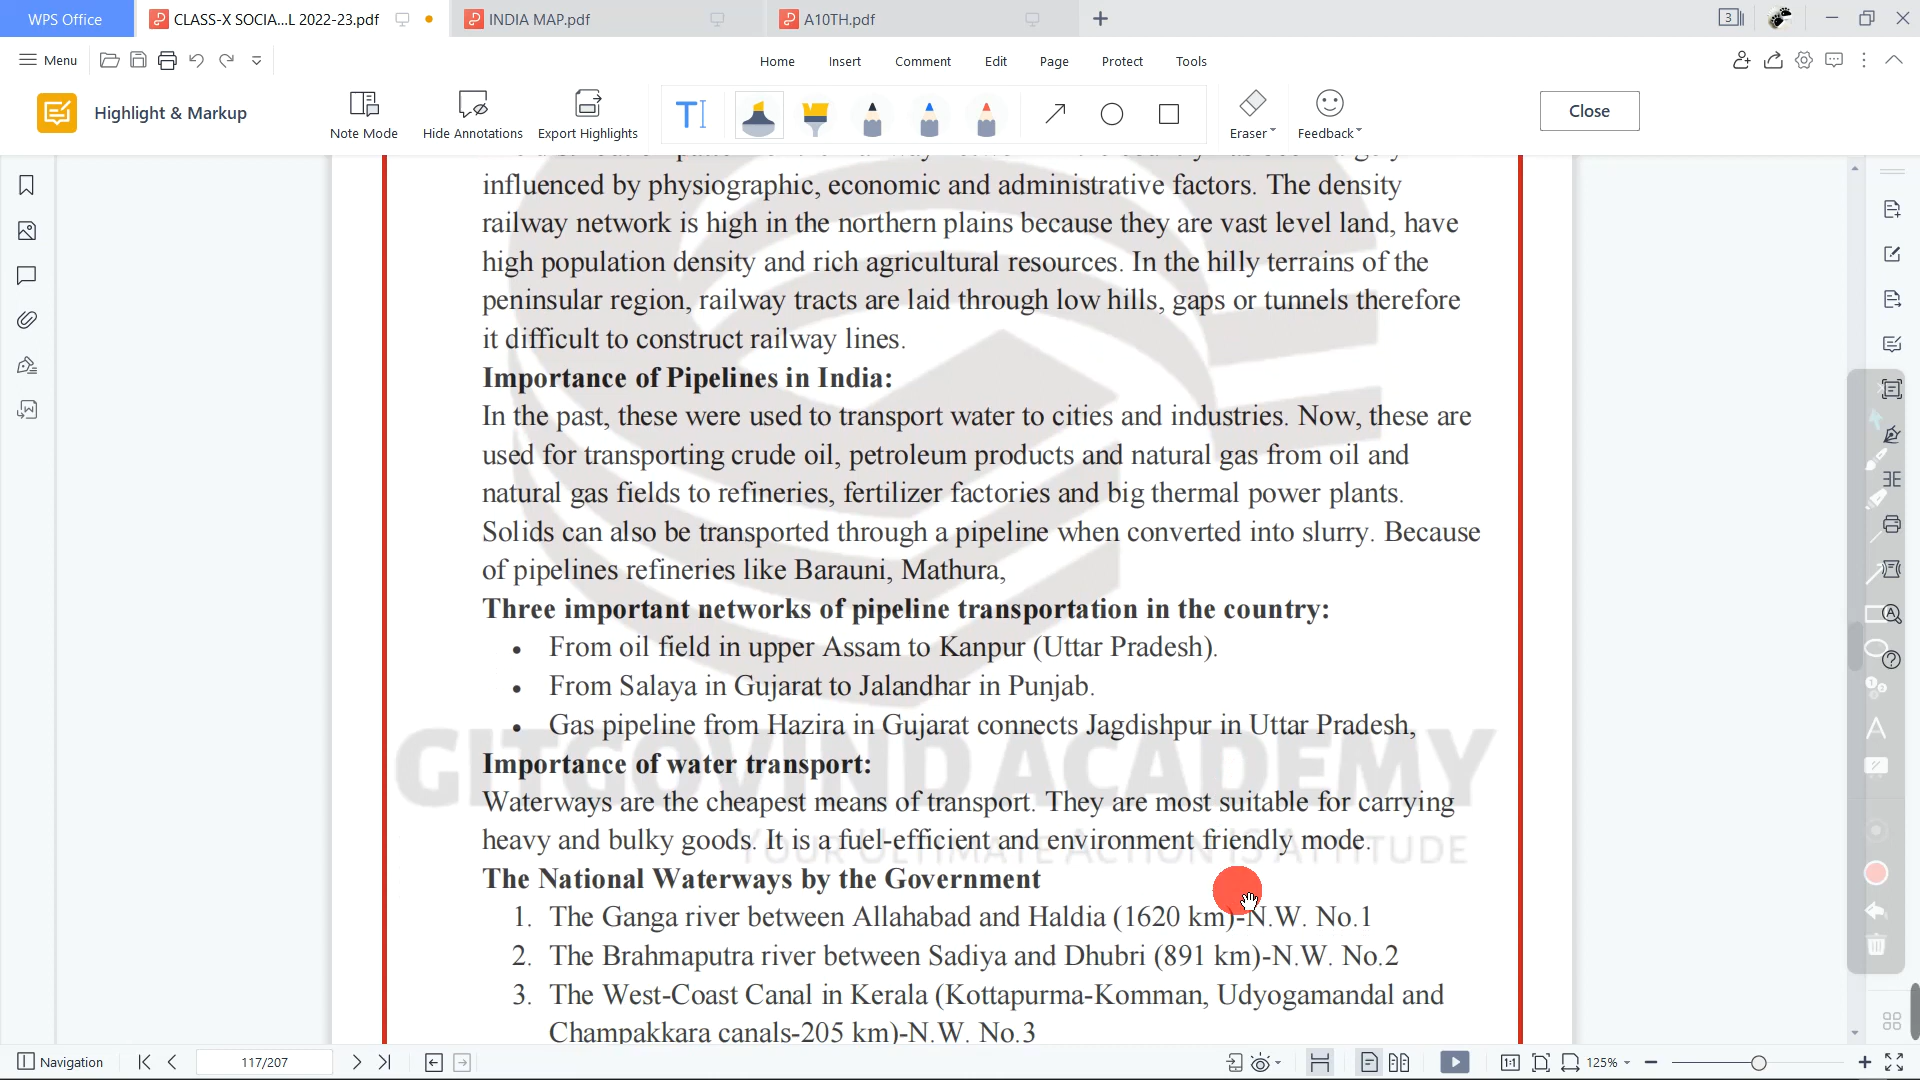 WPS Office
CLASS-X SOCIA...L 2022-23.pdf
INDIA MAP.pdf
A10TH.pdf
3
Menu
Home
Insert
Comment
Edit
Page
Protect
Tools
Highlight & Markup
Note Mode
Hide Annotations
Export Highlights
Eraser
Feedback
Close
influenced by physiographic, economic and administrative factors. The density
railway network is high in the northern plains because they are vast level land, have
high population density and rich agricultural resources. In the hilly terrains of the
peninsular region, railway tracts are laid through low hills, gaps or tunnels therefore
it difficult to construct railway lines.
Importance of Pipelines in India:
In the past, these were used to transport water to cities and industries. Now, these are
used for transporting crude oil, petroleum products and natural gas from oil and
natural gas fields to refineries, fertilizer factories and big thermal power plants.
Solids can also be transported through a pipeline when converted into slurry. Because
of pipelines refineries like Barauni, Mathura,
Three important networks of pipeline transportation in the country:
• From oil field in upper Assam to Kanpur (Uttar Pradesh).
• From Salaya in Gujarat to Jalandhar in Punjab.
• Gas pipeline from Hazira in Gujarat connects Jagdishpur in Uttar Pradesh,
GITGOVIND ACADEMY
Importance of water transport:
Waterways are the cheapest means of transport. They are most suitable for carrying
heavy and bulky goods. It is a fuel-efficient and environment friendly mode.
YOUR ULTIMATE ACTION IS ATTITUDE
The National Waterways by the Government
1. The Ganga river between Allahabad and Haldia (1620 km)-N.W. No.1
2. The Brahmaputra river between Sadiya and Dhubri (891 km)-N.W. No.2
3. The West-Coast Canal in Kerala (Kottapurma-Komman, Udyogamandal and
Champakkara canals-205 km)-N.W. No.3
Navigation
117/207
1:1
125%